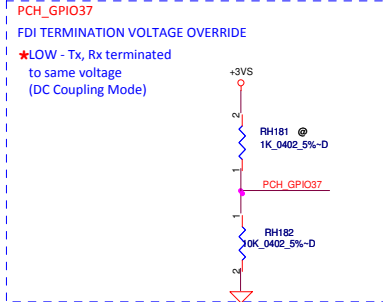 PCH_GPIO37
FDI TERMINATION VOLTAGE OVERRIDE
*LOW - Tx, Rx terminated
to same voltage
(DC Coupling Mode)
+3VS
2
RH181 @
1K_0402_5%~D
1
PCH_GPIO37
1
RH182
10K_0402_5%~D
2